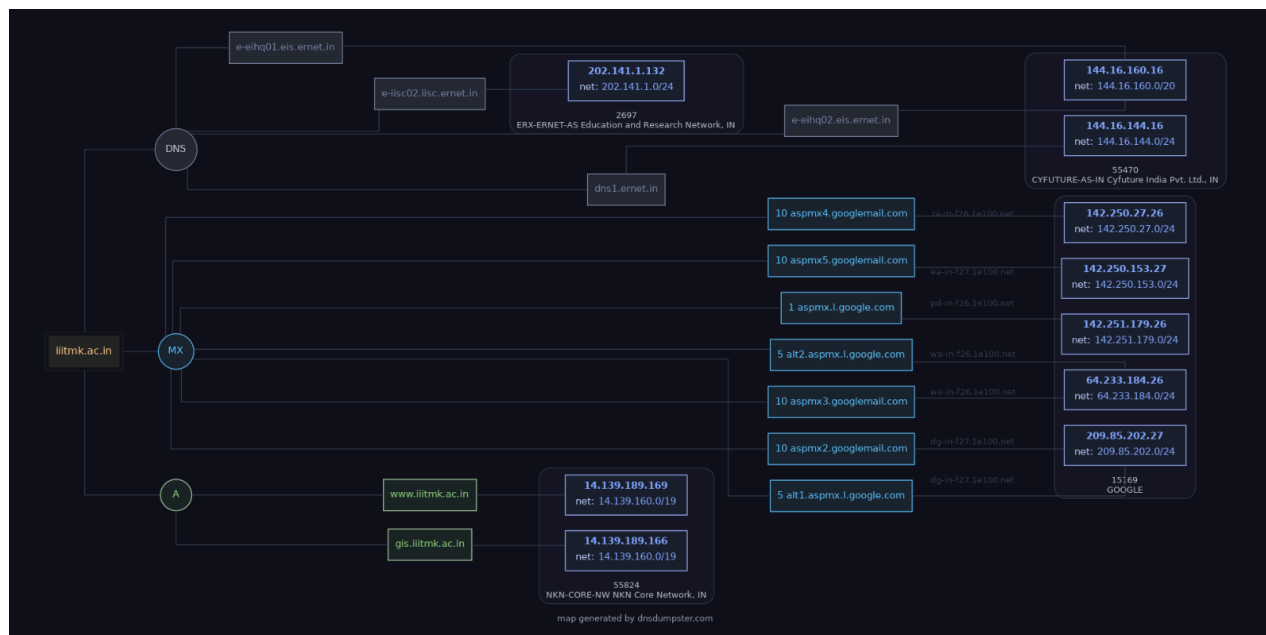 e-eihq01.eis.ernet.in
202.141.1.132
net: 202.141.1.0/24
2697
ERX-ERNET-AS Education and Research Network, IN
e-iisc02.iisc.ernet.in
144.16.160.16
net: 144.16.160.0/20
e-eihq02.eis.ernet.in
144.16.144.16
net: 144.16.144.0/24
55470
CYFUTURE-AS-IN Cyfuture India Pvt. Ltd., IN
DNS
dns1.ernet.in
10 aspmx4.googlemail.com
ra-in-f26.1e100.net
142.250.27.26
net: 142.250.27.0/24
10 aspmx5.googlemail.com
ea-in-f27.1e100.net
142.250.153.27
net: 142.250.153.0/24
1 aspmx.l.google.com
pd-in-f26.1e100.net
142.251.179.26
net: 142.251.179.0/24
iiitmk.ac.in
MX
5 alt2.aspmx.l.google.com
wa-in-f26.1e100.net
64.233.184.26
net: 64.233.184.0/24
10 aspmx3.googlemail.com
wa-in-f26.1e100.net
10 aspmx2.googlemail.com
dg-in-f27.1e100.net
209.85.202.27
net: 209.85.202.0/24
5 alt1.aspmx.l.google.com
dg-in-f27.1e100.net
15169
GOOGLE
A
www.iiitmk.ac.in
14.139.189.169
net: 14.139.160.0/19
gis.iiitmk.ac.in
14.139.189.166
net: 14.139.160.0/19
55824
NKN-CORE-NW NKN Core Network, IN
map generated by dnsdumpster.com